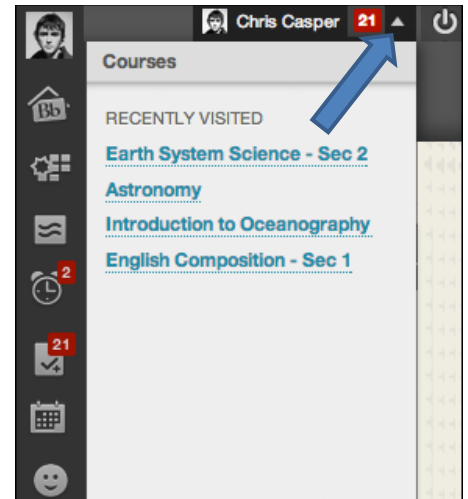 Chris Casper 21
Courses
RECENTLY VISITED
Earth System Science - Sec 2
Astronomy
Introduction to Oceanography
English Composition - Sec 1
Bb
2
21